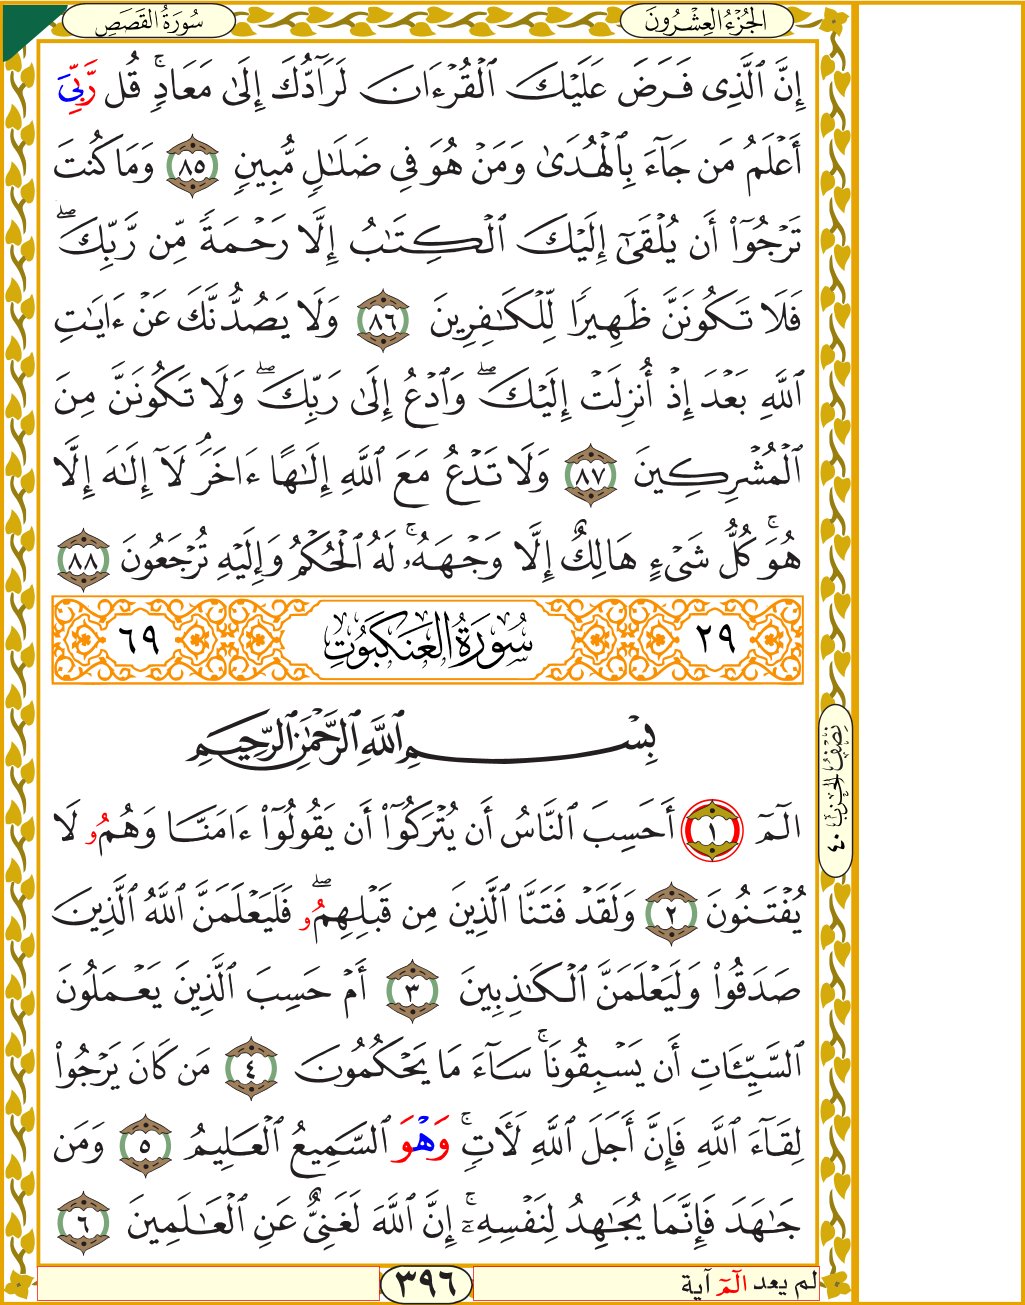 الجُزْءُ العِشْرُونَ
سُورَةُ القَصَصِ
إِنَّ ٱلَّذِى فَرَضَ عَلَيْكَ ٱلْقُرْءَانَ لَرَآدُّكَ إِلَىٰ مَعَادٍۚ قُل رَّبِّىَ
أَعْلَمُ مَن جَآءَ بِٱلْهُدَىٰ وَمَنْ هُوَ فِى ضَلَٰلٍ مُّبِينٍ ٨٥ وَمَا كُنتَ
تَرْجُوٓاْ أَن يُلْقَىٰٓ إِلَيْكَ ٱلْكِتَٰبُ إِلَّا رَحْمَةً مِّن رَّبِّكَۖ
فَلَا تَكُونَنَّ ظَهِيرًا لِّلْكَٰفِرِينَ ٨٦ وَلَا يَصُدُّنَّكَ عَنْ ءَايَٰتِ
ٱللَّهِ بَعْدَ إِذْ أُنزِلَتْ إِلَيْكَۖ وَٱدْعُ إِلَىٰ رَبِّكَۖ وَلَا تَكُونَنَّ مِنَ
ٱلْمُشْرِكِينَ ٨٧ وَلَا تَدْعُ مَعَ ٱللَّهِ إِلَٰهًا ءَاخَرَۘ لَآ إِلَٰهَ إِلَّا
هُوَۚ كُلُّ شَىْءٍ هَالِكٌ إِلَّا وَجْهَهُۥۚ لَهُ ٱلْحُكْمُ وَإِلَيْهِ تُرْجَعُونَ ٨٨
٢٩ سُورَةُ العَنكَبُوتِ ٦٩
بِسْمِ ٱللَّهِ ٱلرَّحْمَٰنِ ٱلرَّحِيمِ
الٓمٓ ١ أَحَسِبَ ٱلنَّاسُ أَن يُتْرَكُوٓاْ أَن يَقُولُوٓاْ ءَامَنَّا وَهُمُۥ لَا
يُفْتَنُونَ ٢ وَلَقَدْ فَتَنَّا ٱلَّذِينَ مِن قَبْلِهِمُۥۖ فَلَيَعْلَمَنَّ ٱللَّهُ ٱلَّذِينَ
صَدَقُواْ وَلَيَعْلَمَنَّ ٱلْكَٰذِبِينَ ٣ أَمْ حَسِبَ ٱلَّذِينَ يَعْمَلُونَ
ٱلسَّيِّـَٔاتِ أَن يَسْبِقُونَاۚ سَآءَ مَا يَحْكُمُونَ ٤ مَن كَانَ يَرْجُواْ
لِقَآءَ ٱللَّهِ فَإِنَّ أَجَلَ ٱللَّهِ لَأٓتٍۚ وَهْوَ ٱلسَّمِيعُ ٱلْعَلِيمُ ٥ وَمَن
جَٰهَدَ فَإِنَّمَا يُجَٰهِدُ لِنَفْسِهِۦٓۚ إِنَّ ٱللَّهَ لَغَنِىٌّ عَنِ ٱلْعَٰلَمِينَ ٦
نِصْفُ الحِزْبِ ٤٠
لم يعد الٓمٓ آية
٣٩٦